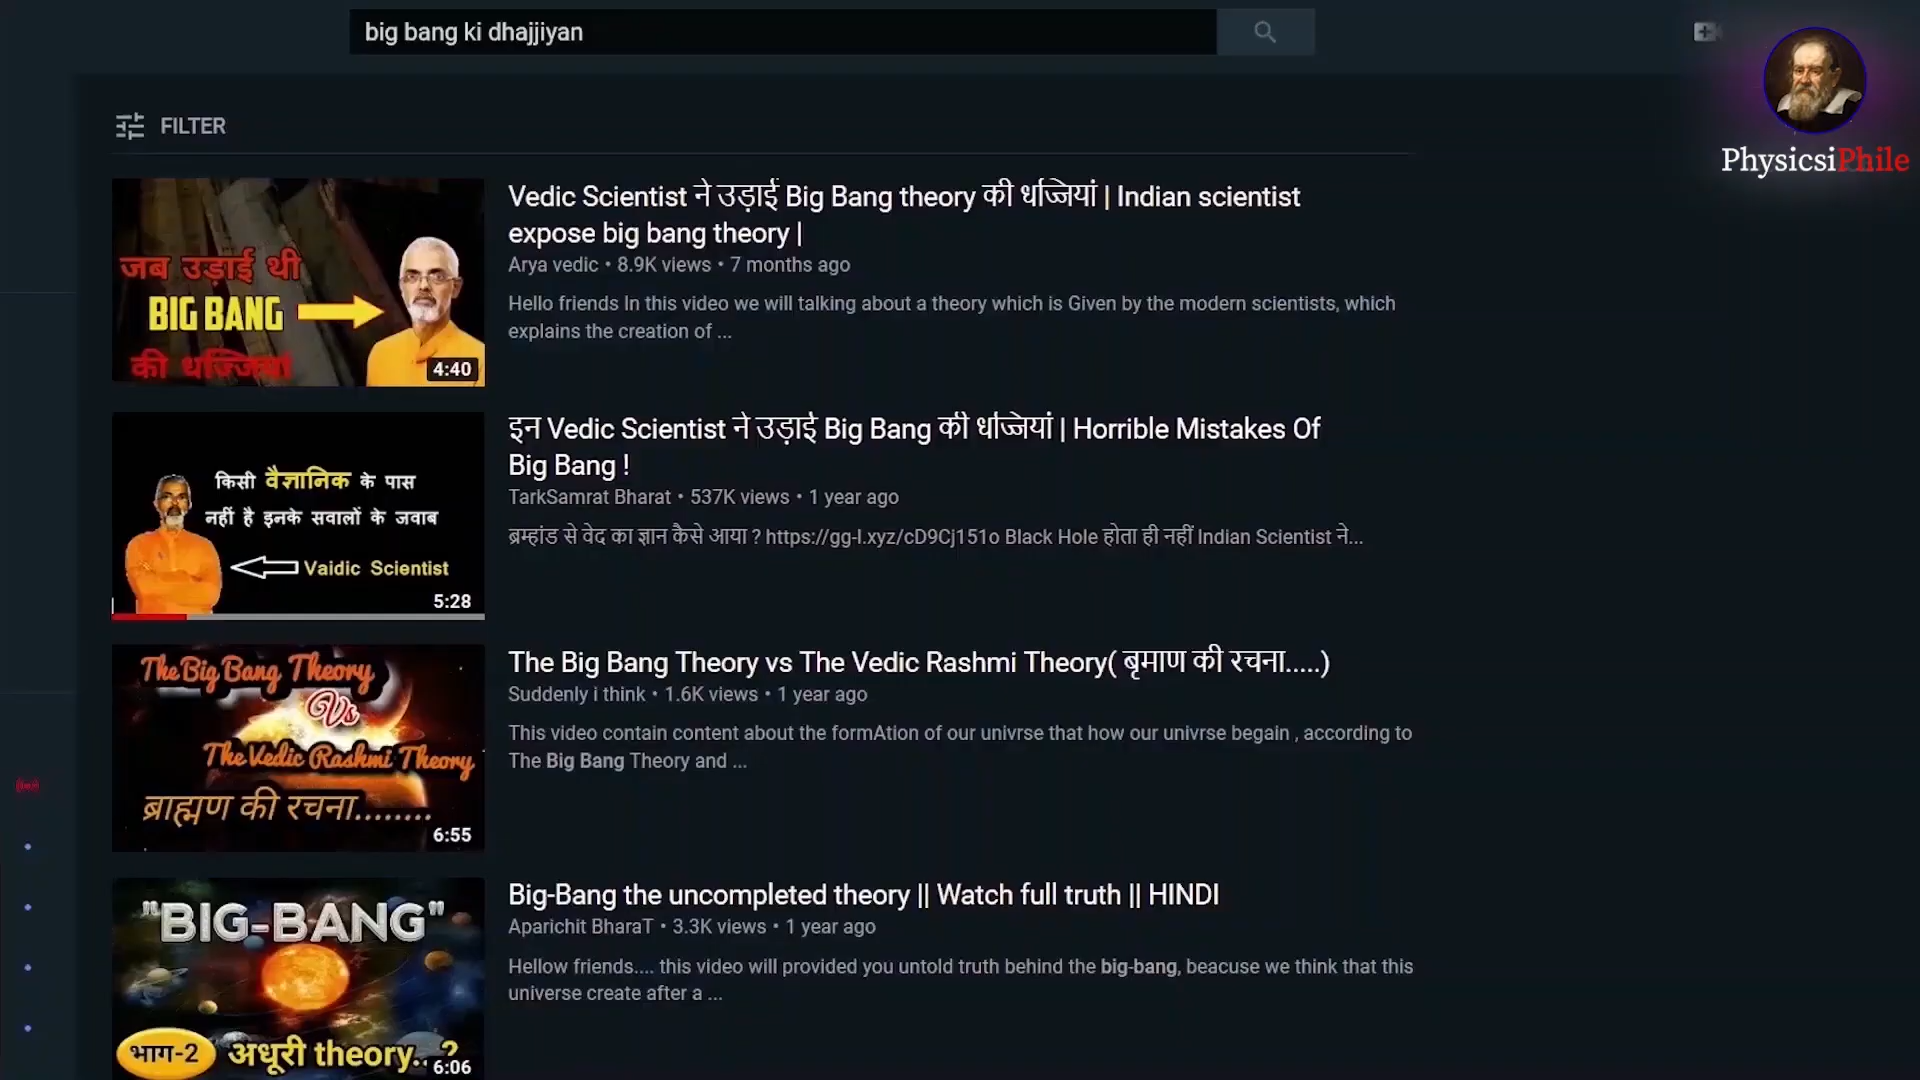 big bang ki dhajjiyan
PhysicsiPhile
FILTER
जब उड़ाई थी
BIG BANG
की धज्जियां
4:40
Vedic Scientist ने उड़ाई Big Bang theory की धज्जियां | Indian scientist
expose big bang theory |
Arya vedic • 8.9K views • 7 months ago
Hello friends In this video we will talking about a theory which is Given by the modern scientists, which
explains the creation of ...
किसी वैज्ञानिक के पास
नहीं है इनके सवालों के जवाब
Vaidic Scientist
5:28
इन Vedic Scientist ने उड़ाई Big Bang की धज्जियां | Horrible Mistakes Of
Big Bang !
TarkSamrat Bharat • 537K views • 1 year ago
ब्रम्हांड से वेद का ज्ञान कैसे आया ? https://gg-l.xyz/cD9Cj151o Black Hole होता ही नहीं Indian Scientist ने...
The Big Bang Theory
Vs
The Vedic Rashmi Theory
ब्राह्मण की रचना........
6:55
The Big Bang Theory vs The Vedic Rashmi Theory( बृमाण की रचना.....)
Suddenly i think • 1.6K views • 1 year ago
This video contain content about the formAtion of our univrse that how our univrse begain , according to
The Big Bang Theory and ...
"BIG-BANG"
भाग-2 अधूरी theory..?
6:06
Big-Bang the uncompleted theory || Watch full truth || HINDI
Aparichit BharaT • 3.3K views • 1 year ago
Hellow friends.... this video will provided you untold truth behind the big-bang, beacuse we think that this
universe create after a ...